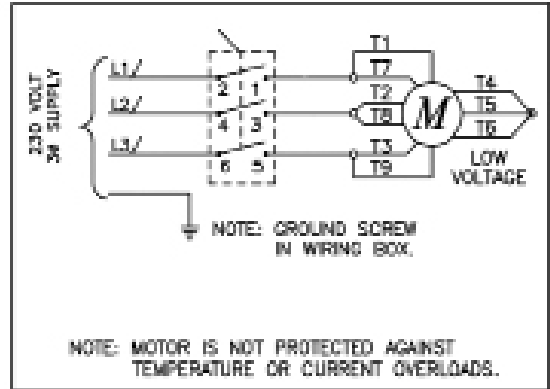 230 VOLT
3Ø SUPPLY
L1/
L2/
L3/
2 1
4 3
6 5
T1
T7
T2
T8
T3
T9
M
T4
T5
T6
LOW
VOLTAGE
NOTE: GROUND SCREW
IN WIRING BOX.
NOTE: MOTOR IS NOT PROTECTED AGAINST
TEMPERATURE OR CURRENT OVERLOADS.